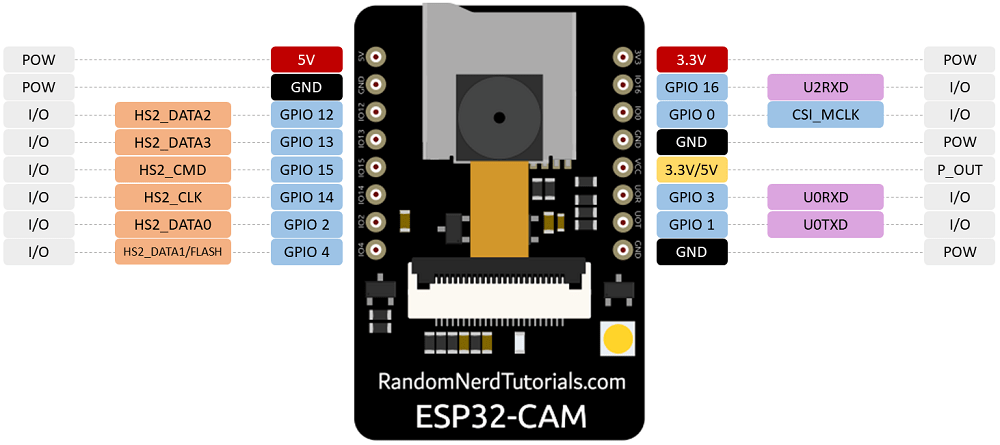 POW 5V 5V 3V3 3.3V POW
POW GND GND IO16 GPIO 16 U2RXD I/O
I/O HS2_DATA2 GPIO 12 IO12 IO0 GPIO 0 CSI_MCLK I/O
I/O HS2_DATA3 GPIO 13 IO13 GND GND POW
I/O HS2_CMD GPIO 15 IO15 VCC 3.3V/5V P_OUT
I/O HS2_CLK GPIO 14 IO14 UOR GPIO 3 U0RXD I/O
I/O HS2_DATA0 GPIO 2 IO2 UOT GPIO 1 U0TXD I/O
I/O HS2_DATA1/FLASH GPIO 4 IO4 GND GND POW
RandomNerdTutorials.com
ESP32-CAM